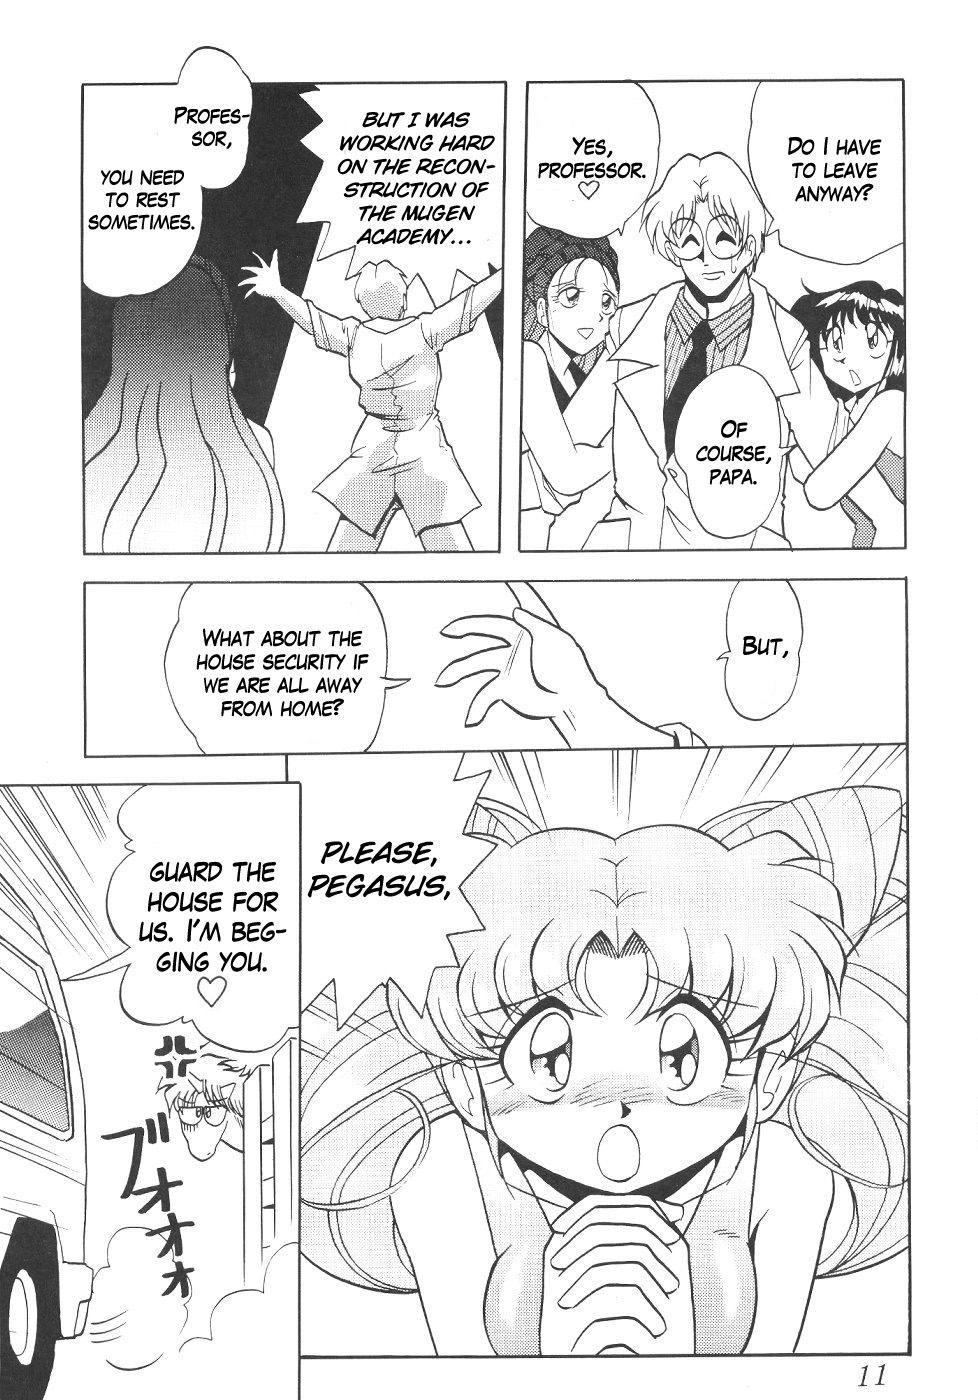 DO I HAVE
TO LEAVE
ANYWAY?
YES,
PROFESSOR.
♡
OF
COURSE,
PAPA.
BUT I WAS
WORKING HARD
ON THE RECON-
STRUCTION OF
THE MUGEN
ACADEMY...
PROFES-
SOR,
YOU NEED
TO REST
SOMETIMES.
BUT,
WHAT ABOUT THE
HOUSE SECURITY IF
WE ARE ALL AWAY
FROM HOME?
PLEASE,
PEGASUS,
GUARD THE
HOUSE FOR
US. I'M BEG-
GING YOU.
♡
ブオオォォ
11